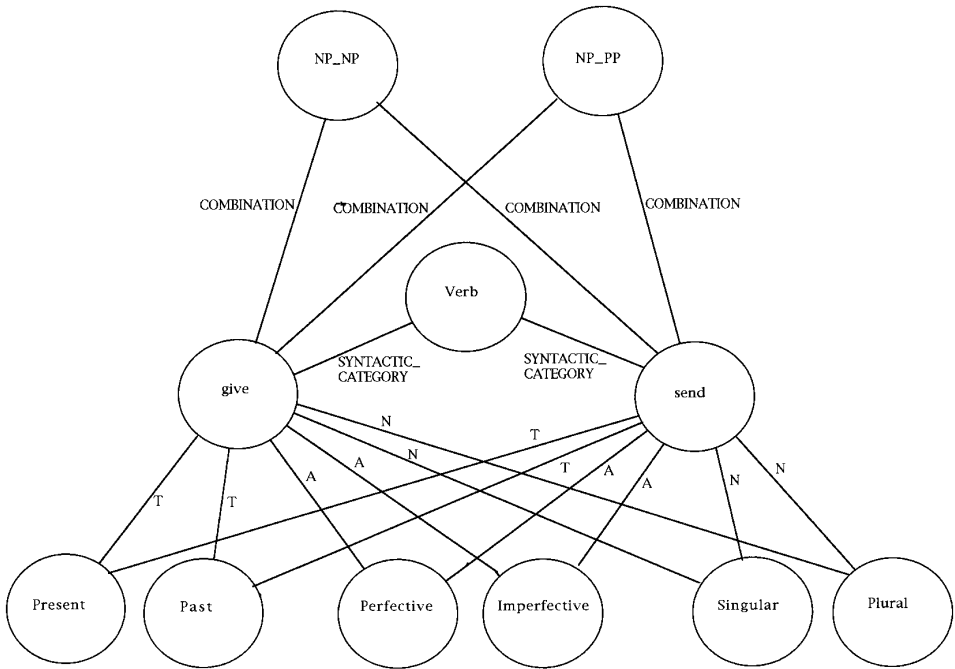 NP_NP
NP_PP
COMBINATION
COMBINATION
COMBINATION
COMBINATION
Verb
SYNTACTIC_
CATEGORY
SYNTACTIC_
CATEGORY
give
send
N
T
A
A
N
T
A
A
N
N
T
T
Present
Past
Perfective
Imperfective
Singular
Plural